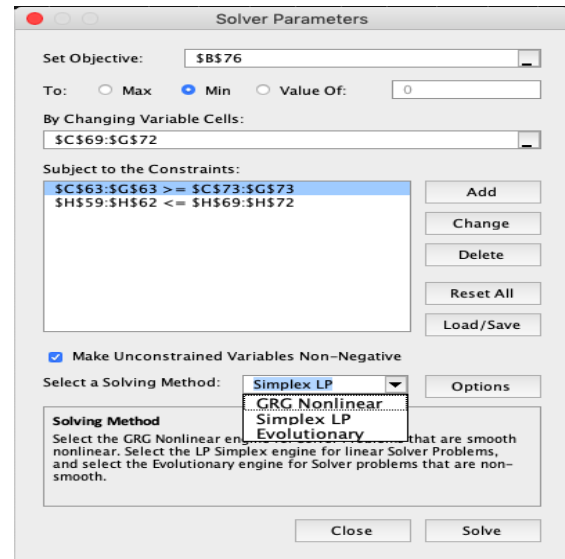 Solver Parameters
Set Objective: $B$76
To: Max Min Value Of: 0
By Changing Variable Cells:
$C$69:$G$72
Subject to the Constraints:
$C$63:$G$63 >= $C$73:$G$73
$H$59:$H$62 <= $H$69:$H$72
Add
Change
Delete
Reset All
Load/Save
Make Unconstrained Variables Non-Negative
Select a Solving Method: Simplex LP Options
GRG Nonlinear
Simplex LP
Evolutionary
Solving Method
Select the GRG Nonlinear en that are smooth
nonlinear. Select the LP Simplex engine for linear Solver Problems,
and select the Evolutionary engine for Solver problems that are non-
smooth.
Close Solve